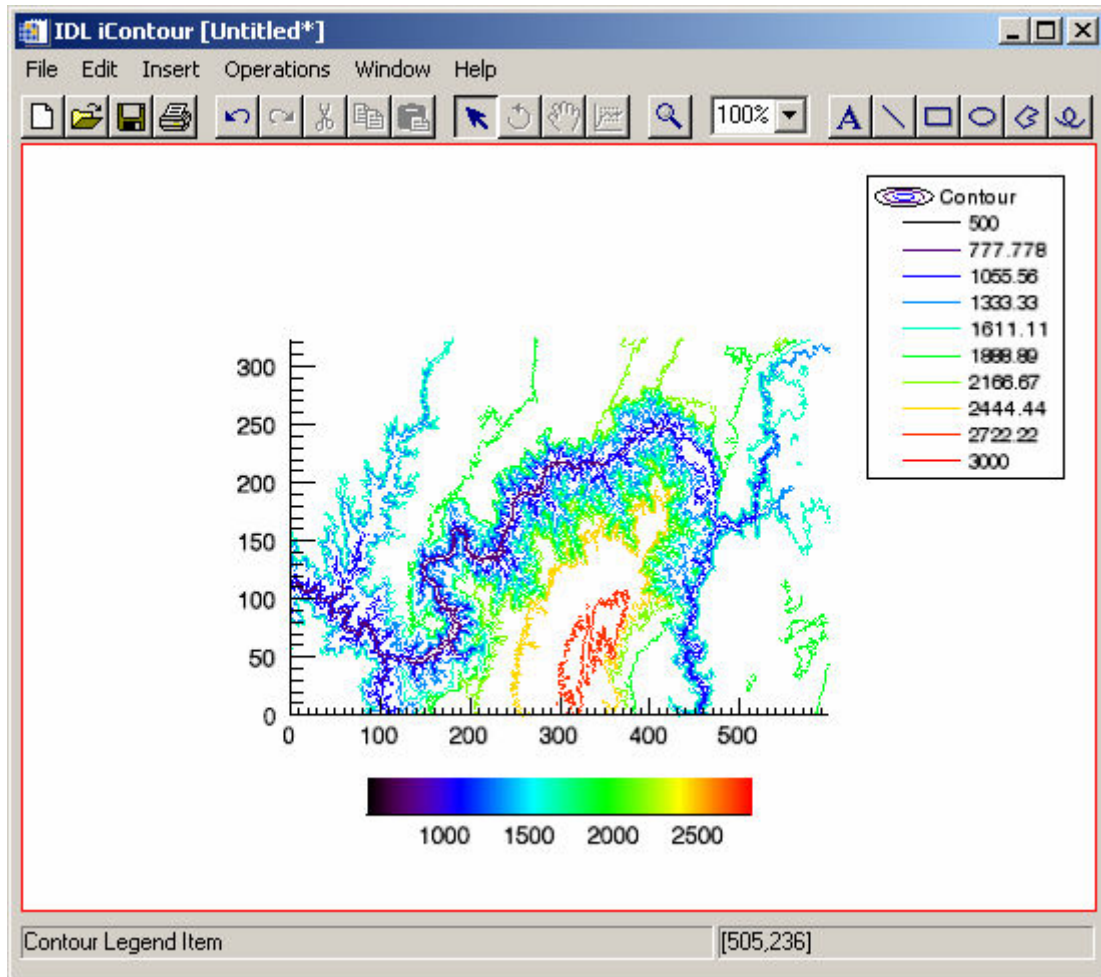 IDL iContour [Untitled*]
File Edit Insert Operations Window Help
100%
A
Contour
500
777.778
1055.56
1333.33
1611.11
1888.89
2166.67
2444.44
2722.22
3000
300
250
200
150
100
50
0
0 100 200 300 400 500
1000 1500 2000 2500
Contour Legend Item [505,236]